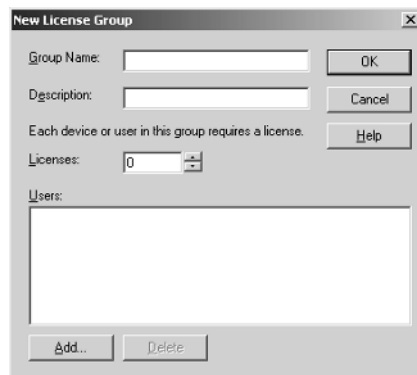 New License Group
Group Name:
OK
Description:
Cancel
Each device or user in this group requires a license.
Help
Licenses:
0
Users:
Add...
Delete